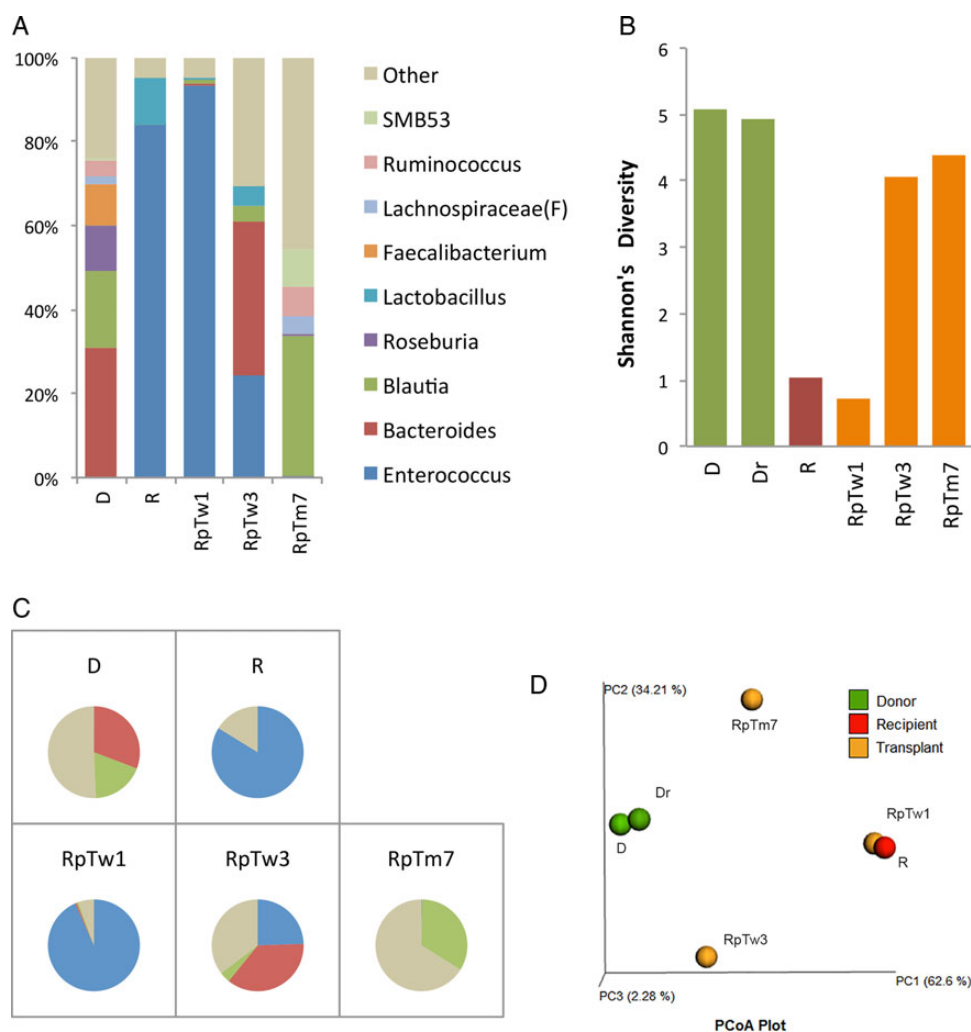 A
100%
80%
60%
40%
20%
0%
D
R
RpTw1
RpTw3
RpTm7
Other
SMB53
Ruminococcus
Lachnospiraceae(F)
Faecalibacterium
Lactobacillus
Roseburia
Blautia
Bacteroides
Enterococcus
B
Shannon's Diversity
6
5
4
3
2
1
0
D
Dr
R
RpTw1
RpTw3
RpTm7
C
D
R
RpTw1
RpTw3
RpTm7
D
PC2 (34.21 %)
RpTm7
Donor
Recipient
Transplant
Dr
D
RpTw1
R
RpTw3
PC1 (62.6 %)
PC3 (2.28 %)
PCoA Plot